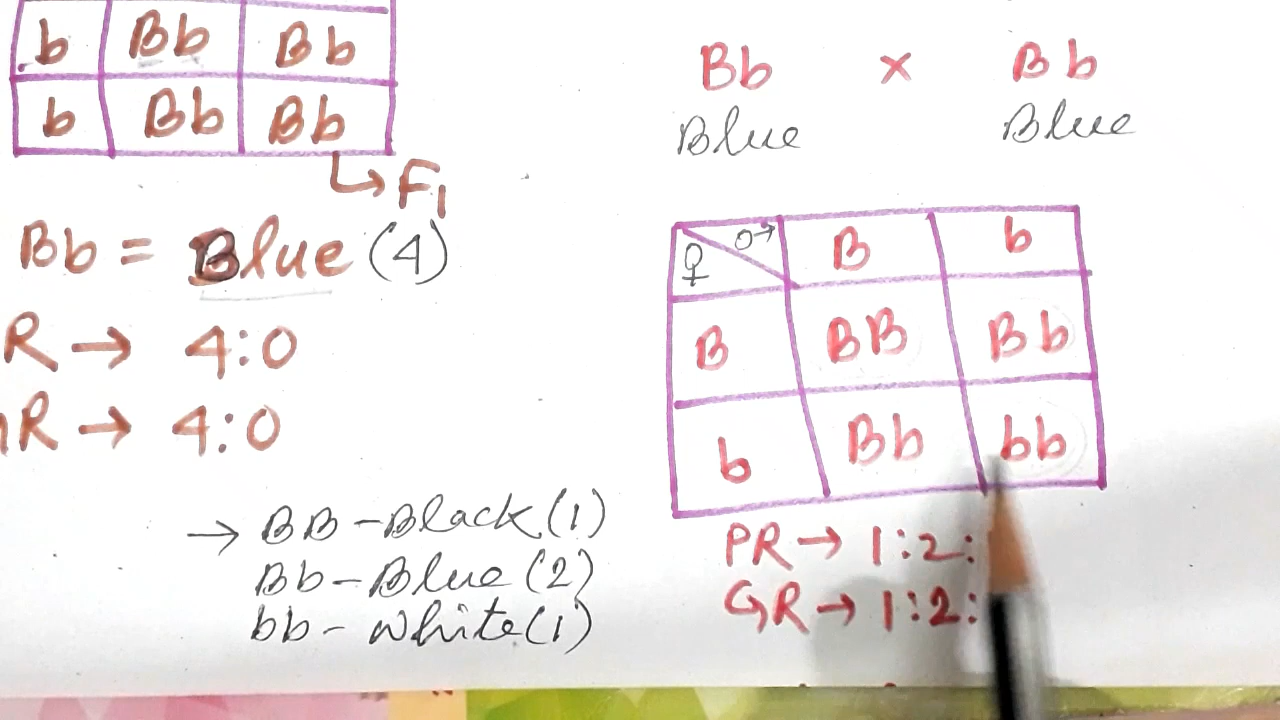 b Bb Bb
b Bb Bb
F1
Bb = Blue (4)
R → 4:0
R → 4:0
→ BB - Black (1)
Bb - Blue (2)
bb - White (1)
Bb x Bb
Blue Blue
♀ ♂ B b
B BB Bb
b Bb bb
PR → 1:2:
GR → 1:2: